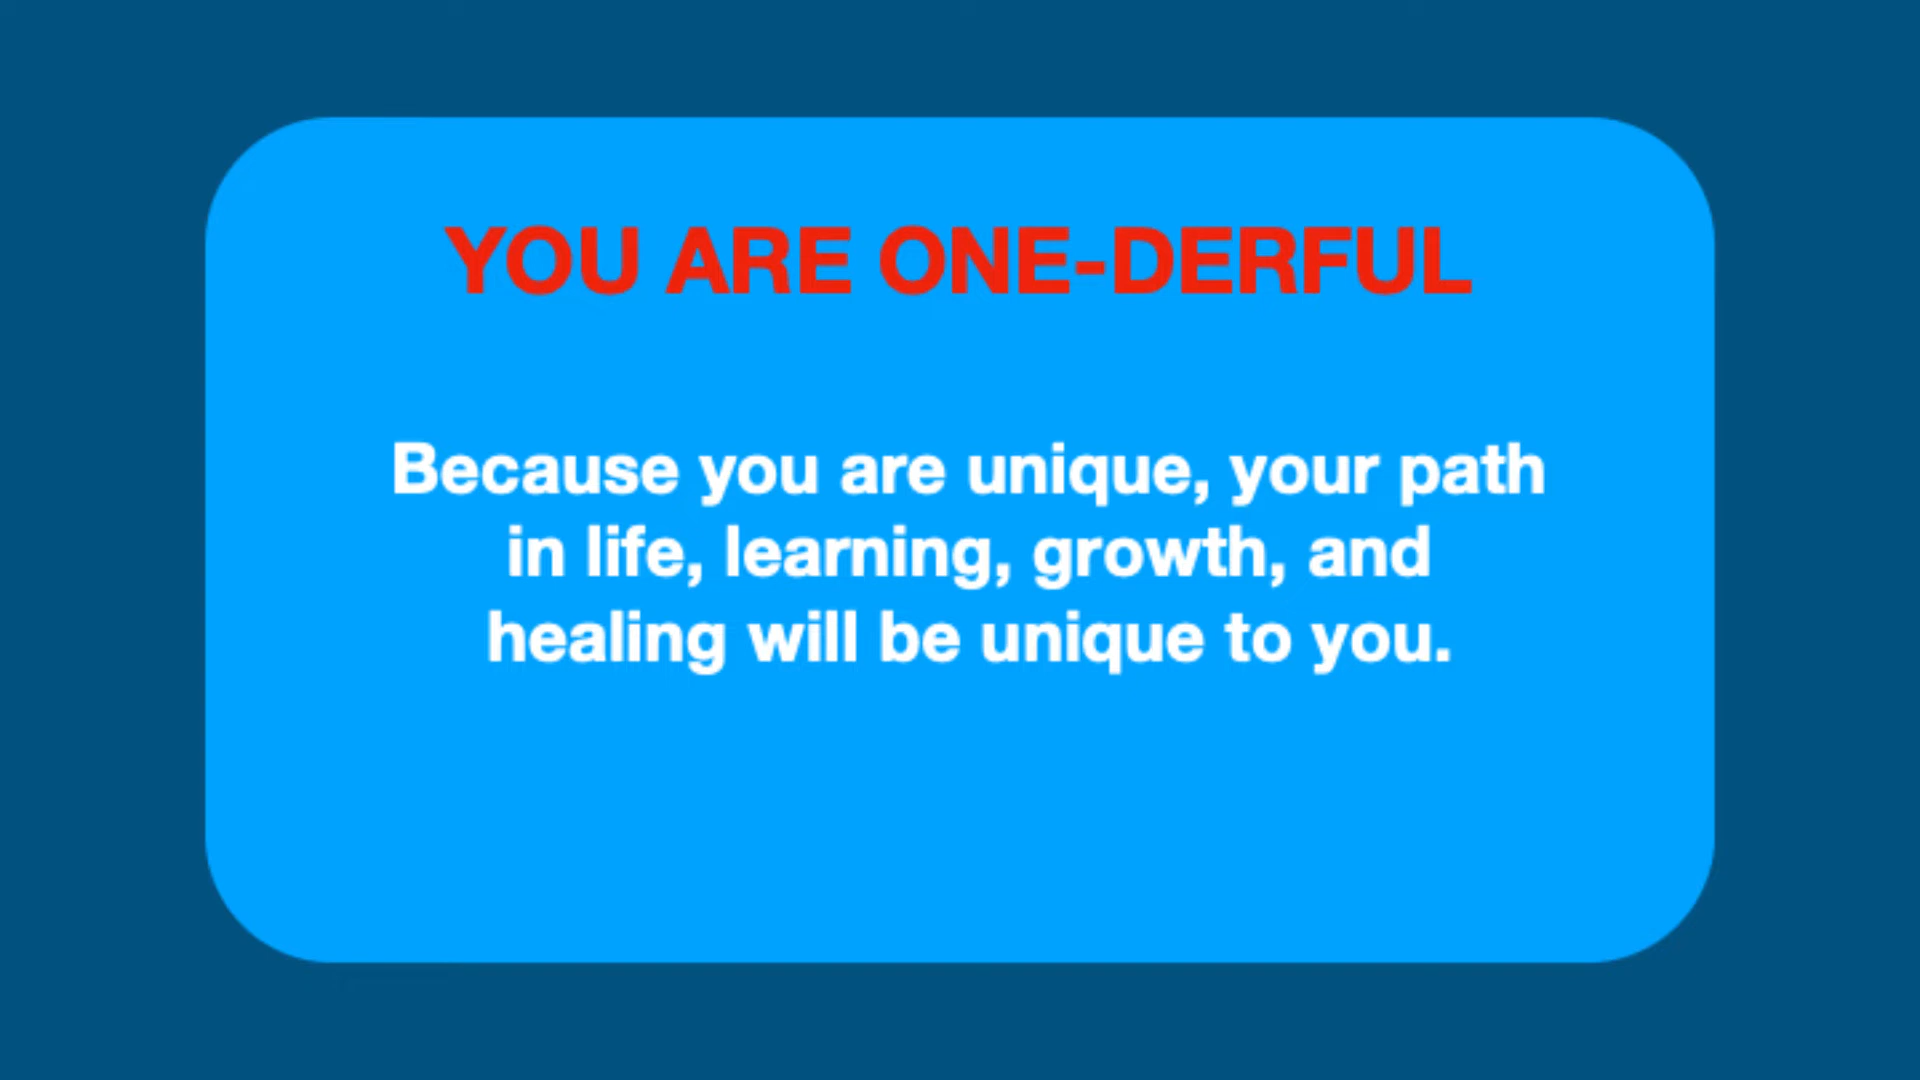 YOU ARE ONE-DERFUL
Because you are unique, your path
in life, learning, growth, and
healing will be unique to you.